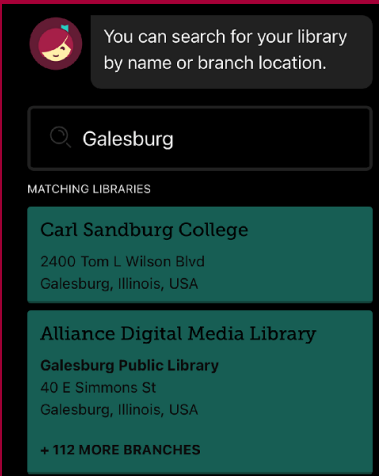 You can search for your library
by name or branch location.
Galesburg
MATCHING LIBRARIES
Carl Sandburg College
2400 Tom L Wilson Blvd
Galesburg, Illinois, USA
Alliance Digital Media Library
Galesburg Public Library
40 E Simmons St
Galesburg, Illinois, USA
+ 112 MORE BRANCHES